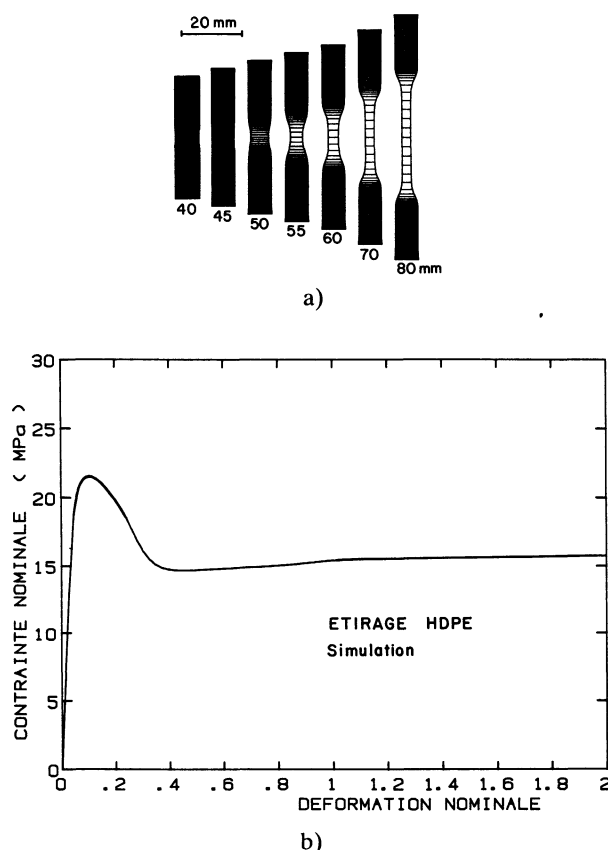 20 mm
40 45 50 55 60 70 80 mm
a)
CONTRAINTE NOMINALE ( MPa )
30
25
20
15
10
5
0
0 .2 .4 .6 .8 1 1.2 1.4 1.6 1.8 2
ETIRAGE HDPE
Simulation
DEFORMATION NOMINALE
b)